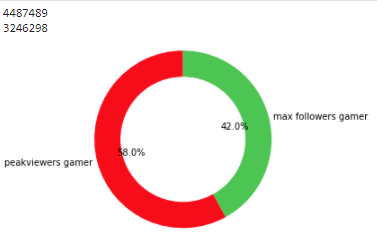 4487489
3246298
max followers gamer
42.0%
58.0%
peakviewers gamer